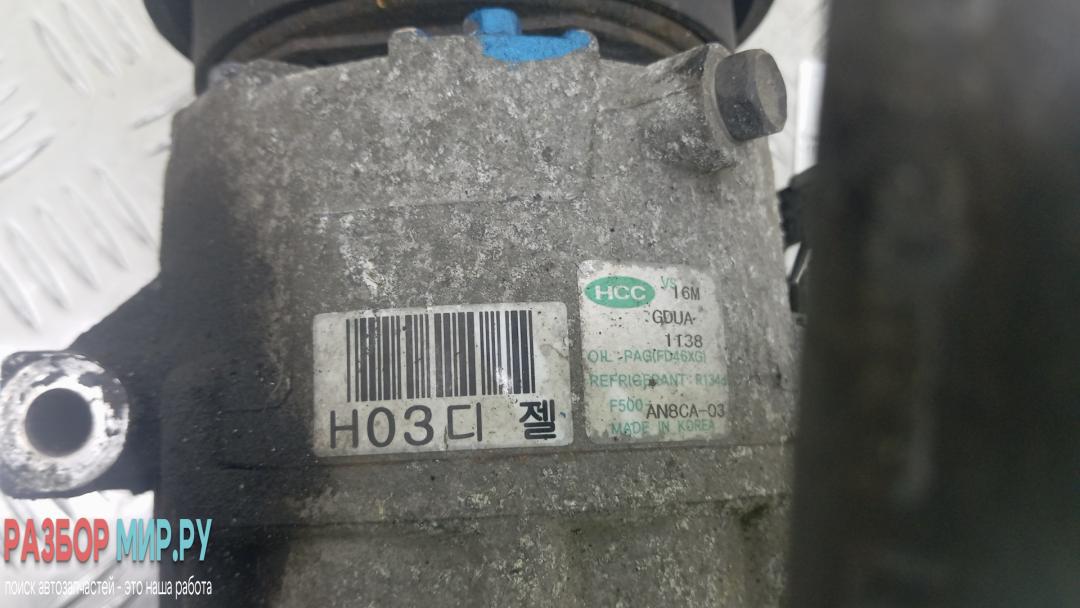 HCC VS 16M
GDUA
1138
OIL PAG(FD46XG)
REFRIGERANT R134a
F500- AN8CA-03
MADE IN KOREA
H03디 젤
РАЗБОР МИР.РУ
поиск автозапчастей - это наша работа